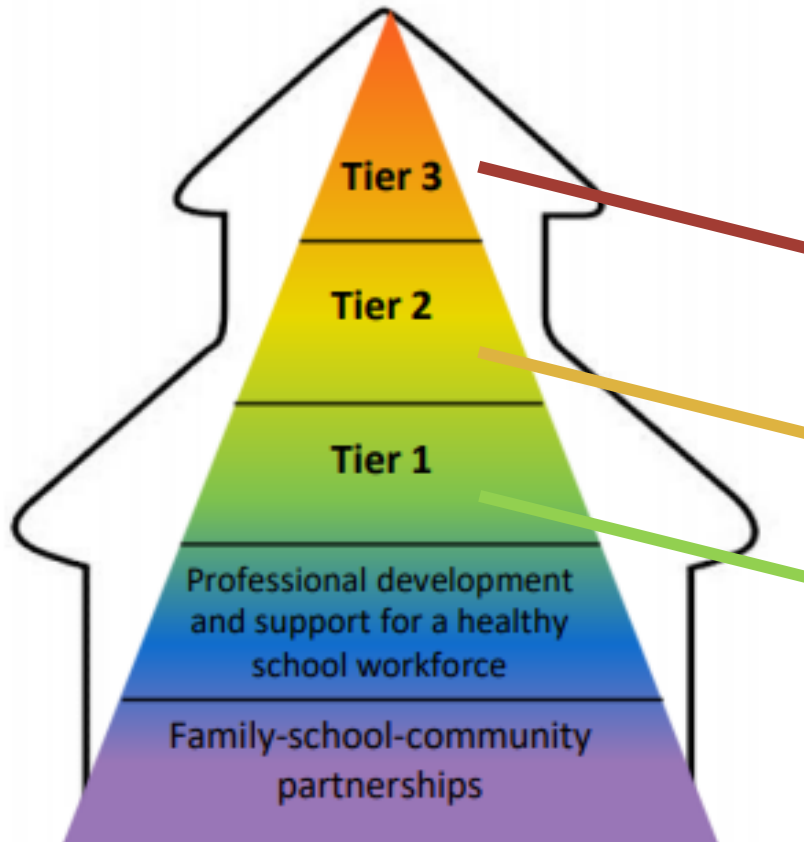 Tier 3
Tier 2
Tier 1
Professional development
and support for a healthy
school workforce
Family-school-community
partnerships